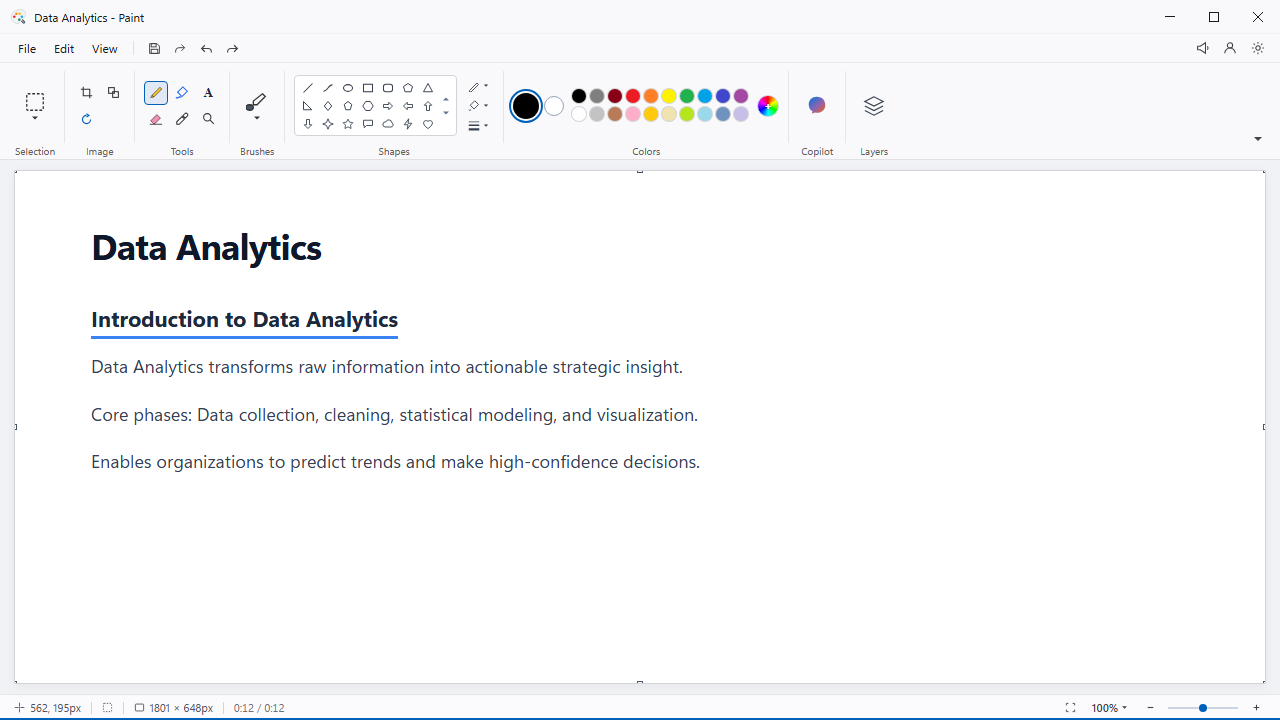 Data Analytics - Paint
File Edit View
Selection Image Tools Brushes Shapes Colors Copilot Layers
Data Analytics
Introduction to Data Analytics
Data Analytics transforms raw information into actionable strategic insight.
Core phases: Data collection, cleaning, statistical modeling, and visualization.
Enables organizations to predict trends and make high-confidence decisions.
562, 195px 1801 × 648px 0:12 / 0:12 100%